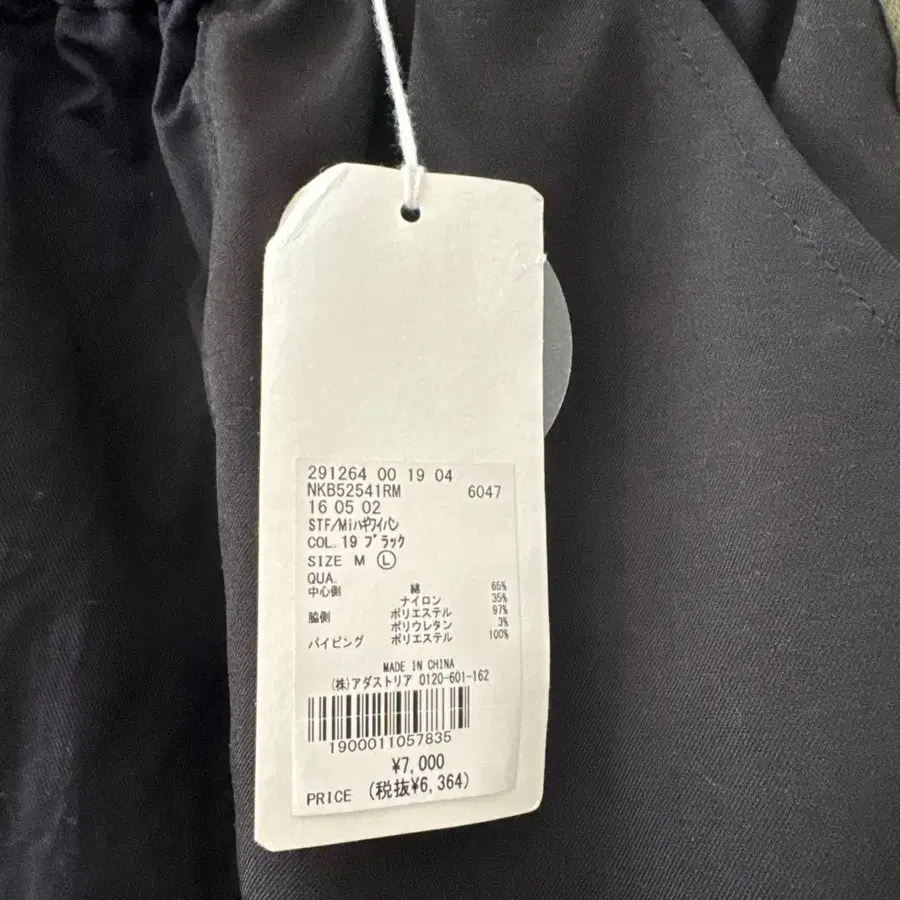 291264 00 19 04
NKB52541RM 6047
16 05 02
STF/Miﾊｷﾞﾜｲﾊﾟﾝ
COL.19 ﾌﾞﾗｯｸ
SIZE M Ⓛ
QUA.
中心側 綿 65%
ナイロン 35%
脇側 ポリエステル 97%
ポリウレタン 3%
パイピング ポリエステル 100%
MADE IN CHINA
(株)アダストリア 0120-601-162
1900011057835
¥7,000
PRICE (税抜¥6,364)